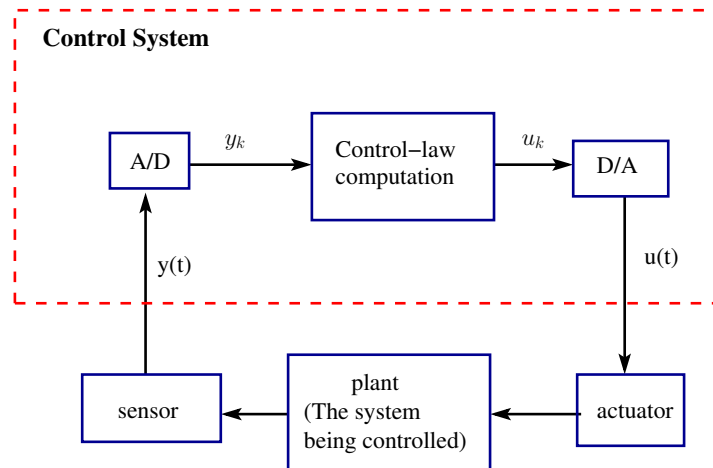 Control System
A/D
y_k
Control–law
computation
u_k
D/A
y(t)
u(t)
sensor
plant
(The system
being controlled)
actuator